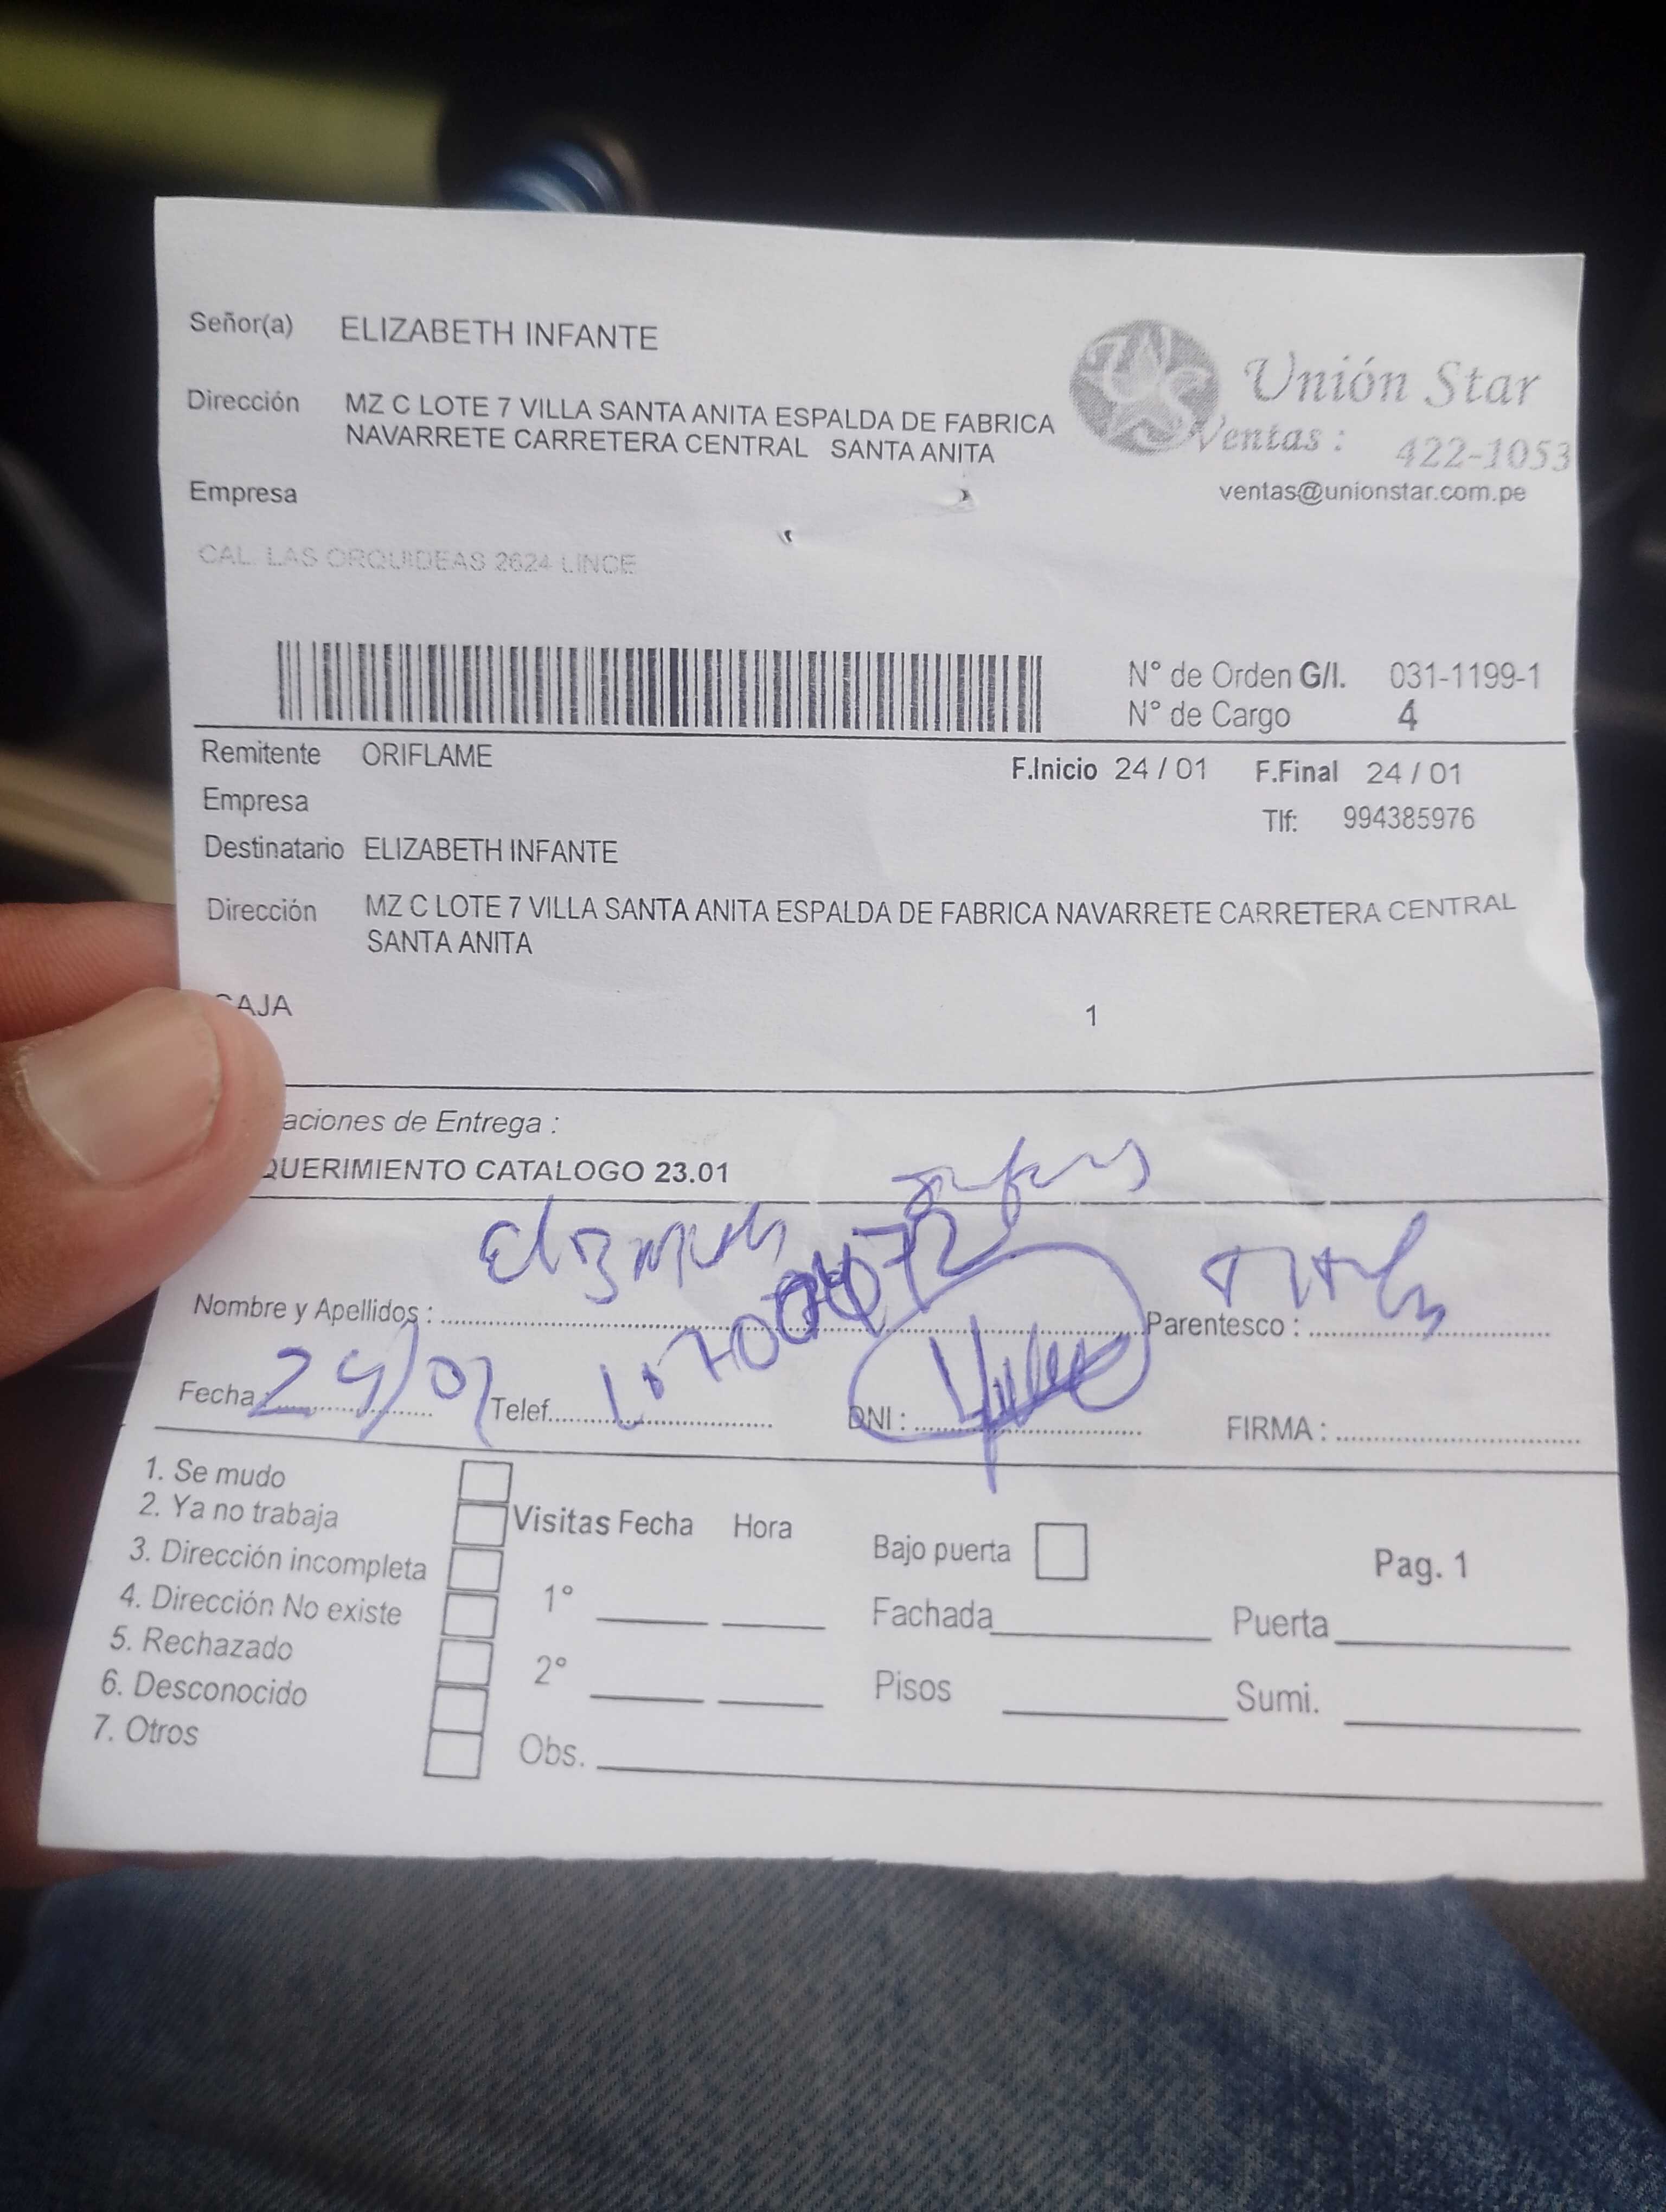 Señor(a) ELIZABETH INFANTE
Dirección MZ C LOTE 7 VILLA SANTA ANITA ESPALDA DE FABRICA
NAVARRETE CARRETERA CENTRAL SANTA ANITA
Unión Star
Ventas : 422-1053
ventas@unionstar.com.pe
Empresa
CAL. LAS ORQUIDEAS 2624 LINCE
N° de Orden G/I. 031-1199-1
N° de Cargo 4
Remitente ORIFLAME F.Inicio 24 / 01 F.Final 24 / 01
Empresa
Tlf: 994385976
Destinatario ELIZABETH INFANTE
Dirección MZ C LOTE 7 VILLA SANTA ANITA ESPALDA DE FABRICA NAVARRETE CARRETERA CENTRAL
SANTA ANITA
CAJA 1
aciones de Entrega :
QUERIMIENTO CATALOGO 23.01
Nombre y Apellidos : Elizabeth Infante Parentesco :
Fecha 24/01 Telef. DNI : FIRMA :
1. Se mudo
2. Ya no trabaja
3. Dirección incompleta
4. Dirección No existe
5. Rechazado
6. Desconocido
7. Otros
Visitas Fecha Hora
1°
2°
Obs.
Bajo puerta
Pag. 1
Fachada Puerta
Pisos Sumi.